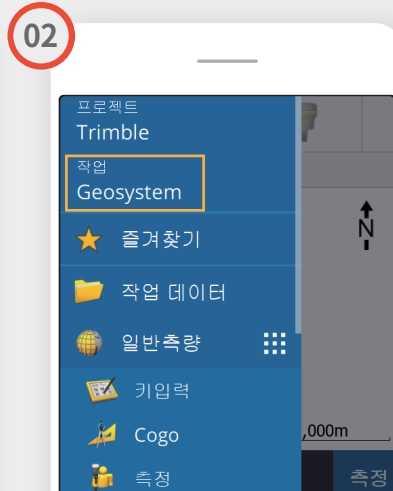 02
프로젝트
Trimble
작업
Geosystem
즐겨찾기
작업 데이터
일반측량
키입력
Cogo
측정
N
,000m
측정